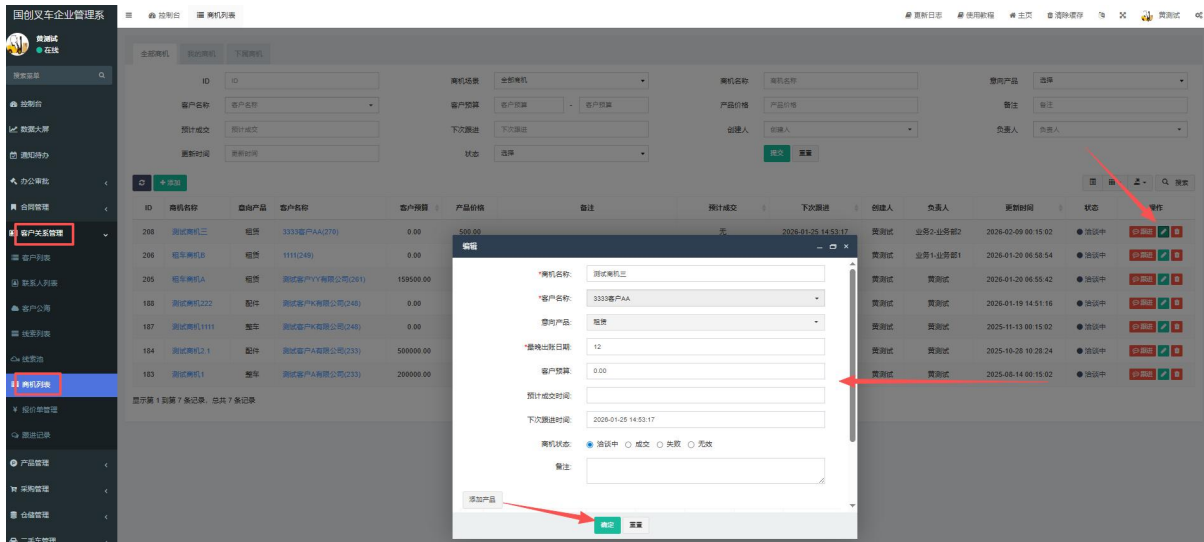 国创叉车企业管理系
控制台
商机列表
更新日志
使用教程
主页
清除缓存
黄测试
黄测试
在线
搜索菜单
控制台
数据大屏
通知待办
办公审批
合同管理
客户关系管理
客户列表
联系人列表
客户公海
线索列表
线索池
商机列表
报价单管理
跟进记录
产品管理
采购管理
仓储管理
二手车管理
全部商机 我的商机 下属商机
ID ID 商机场景 全部商机 商机名称 商机名称 意向产品 选择
客户名称 客户名称 客户预算 客户预算 - 客户预算 产品价格 产品价格 备注 备注
预计成交 预计成交 下次跟进 下次跟进 创建人 创建人 负责人 负责人
更新时间 更新时间 状态 选择 提交 重置
+添加 搜索
ID 商机名称 意向产品 客户名称 客户预算 产品价格 备注 预计成交 下次跟进 创建人 负责人 更新时间 状态 操作
208 测试商机三 租赁 3333客户AA(279) 0.00 500.00 无 2026-01-25 14:53:17 黄测试 业务2-业务部2 2026-02-09 00:15:02 洽谈中 跟进
206 租车商机B 租赁 1111(249) 0.00 黄测试 业务1-业务部1 2026-01-20 06:58:54 洽谈中 跟进
205 租车商机A 租赁 测试客户YY有限公司(261) 159500.00 黄测试 黄测试 2026-01-20 06:55:42 洽谈中 跟进
188 测试商机222 配件 测试客户K有限公司(248) 0.00 黄测试 黄测试 2026-01-19 14:51:16 洽谈中 跟进
187 测试商机1111 整车 测试客户K有限公司(248) 0.00 黄测试 黄测试 2025-11-13 00:15:02 洽谈中 跟进
184 测试商机2.1 配件 测试客户A有限公司(233) 500000.00 黄测试 黄测试 2025-10-28 10:28:24 洽谈中 跟进
183 测试商机1 整车 测试客户A有限公司(233) 200000.00 黄测试 黄测试 2025-06-14 00:15:02 洽谈中 跟进
显示第 1 到第 7 条记录，总共 7 条记录
编辑
*商机名称: 测试商机三
*客户名称: 3333客户AA
意向产品: 租赁
*最晚出账日期: 12
客户预算: 0.00
预计成交时间:
下次跟进时间: 2026-01-25 14:53:17
商机状态: 洽谈中 成交 失败 无效
备注:
添加产品
确定 重置